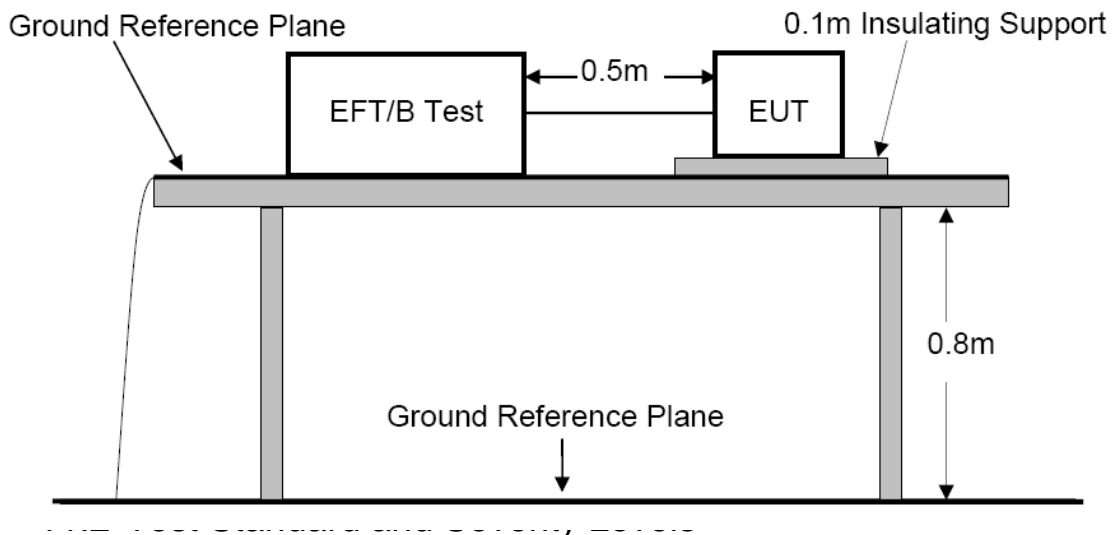 Ground Reference Plane
0.1m Insulating Support
0.5m
EFT/B Test
EUT
0.8m
Ground Reference Plane